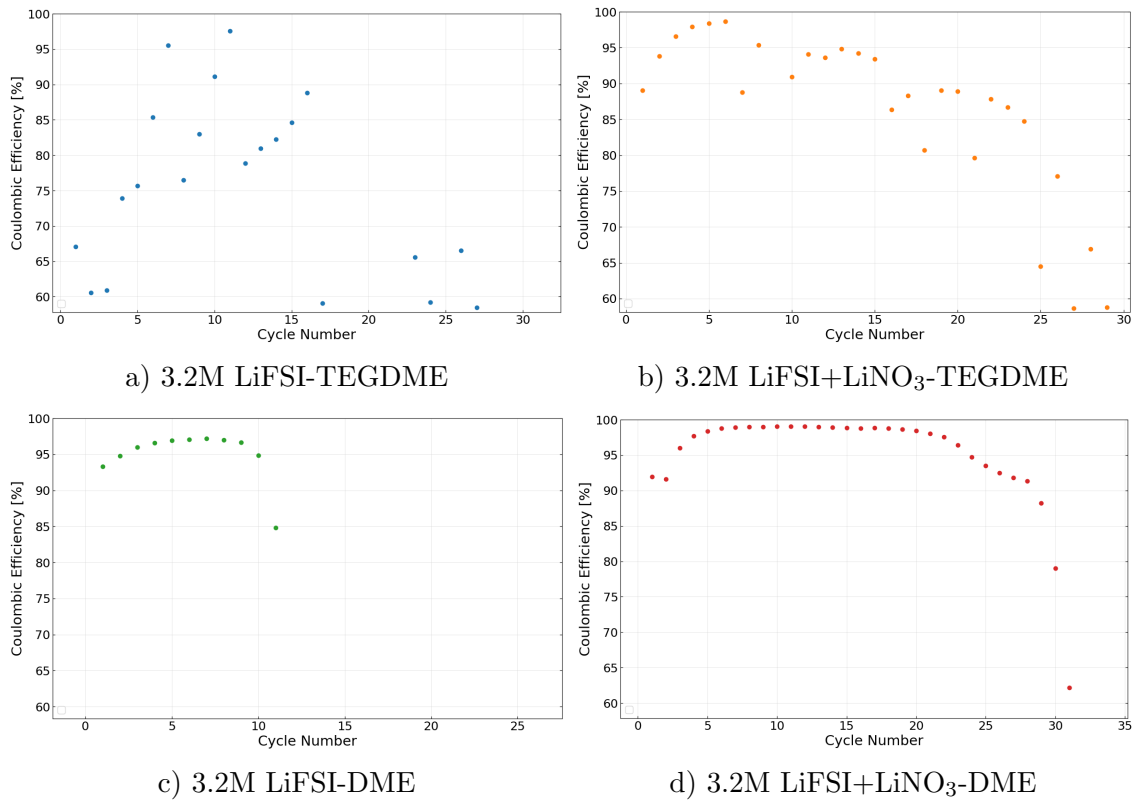 100
95
90
85
80
75
70
65
60
Coulombic Efficiency [%]
0 5 10 15 20 25 30
Cycle Number
a) 3.2M LiFSI-TEGDME
100
95
90
85
80
75
70
65
60
Coulombic Efficiency [%]
0 5 10 15 20 25 30
Cycle Number
b) 3.2M LiFSI+LiNO₃-TEGDME
100
95
90
85
80
75
70
65
60
Coulombic Efficiency [%]
0 5 10 15 20 25
Cycle Number
c) 3.2M LiFSI-DME
100
95
90
85
80
75
70
65
60
Coulombic Efficiency [%]
0 5 10 15 20 25 30 35
Cycle Number
d) 3.2M LiFSI+LiNO₃-DME